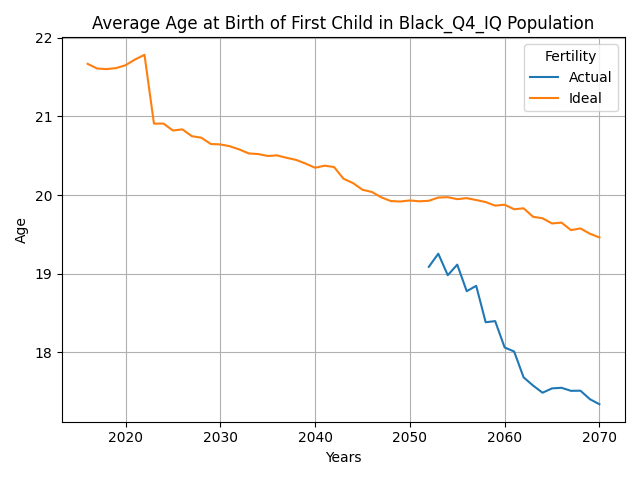 Average Age at Birth of First Child in Black_Q4_IQ Population
Fertility
Actual
Ideal
Age
22
21
20
19
18
2020 2030 2040 2050 2060 2070
Years